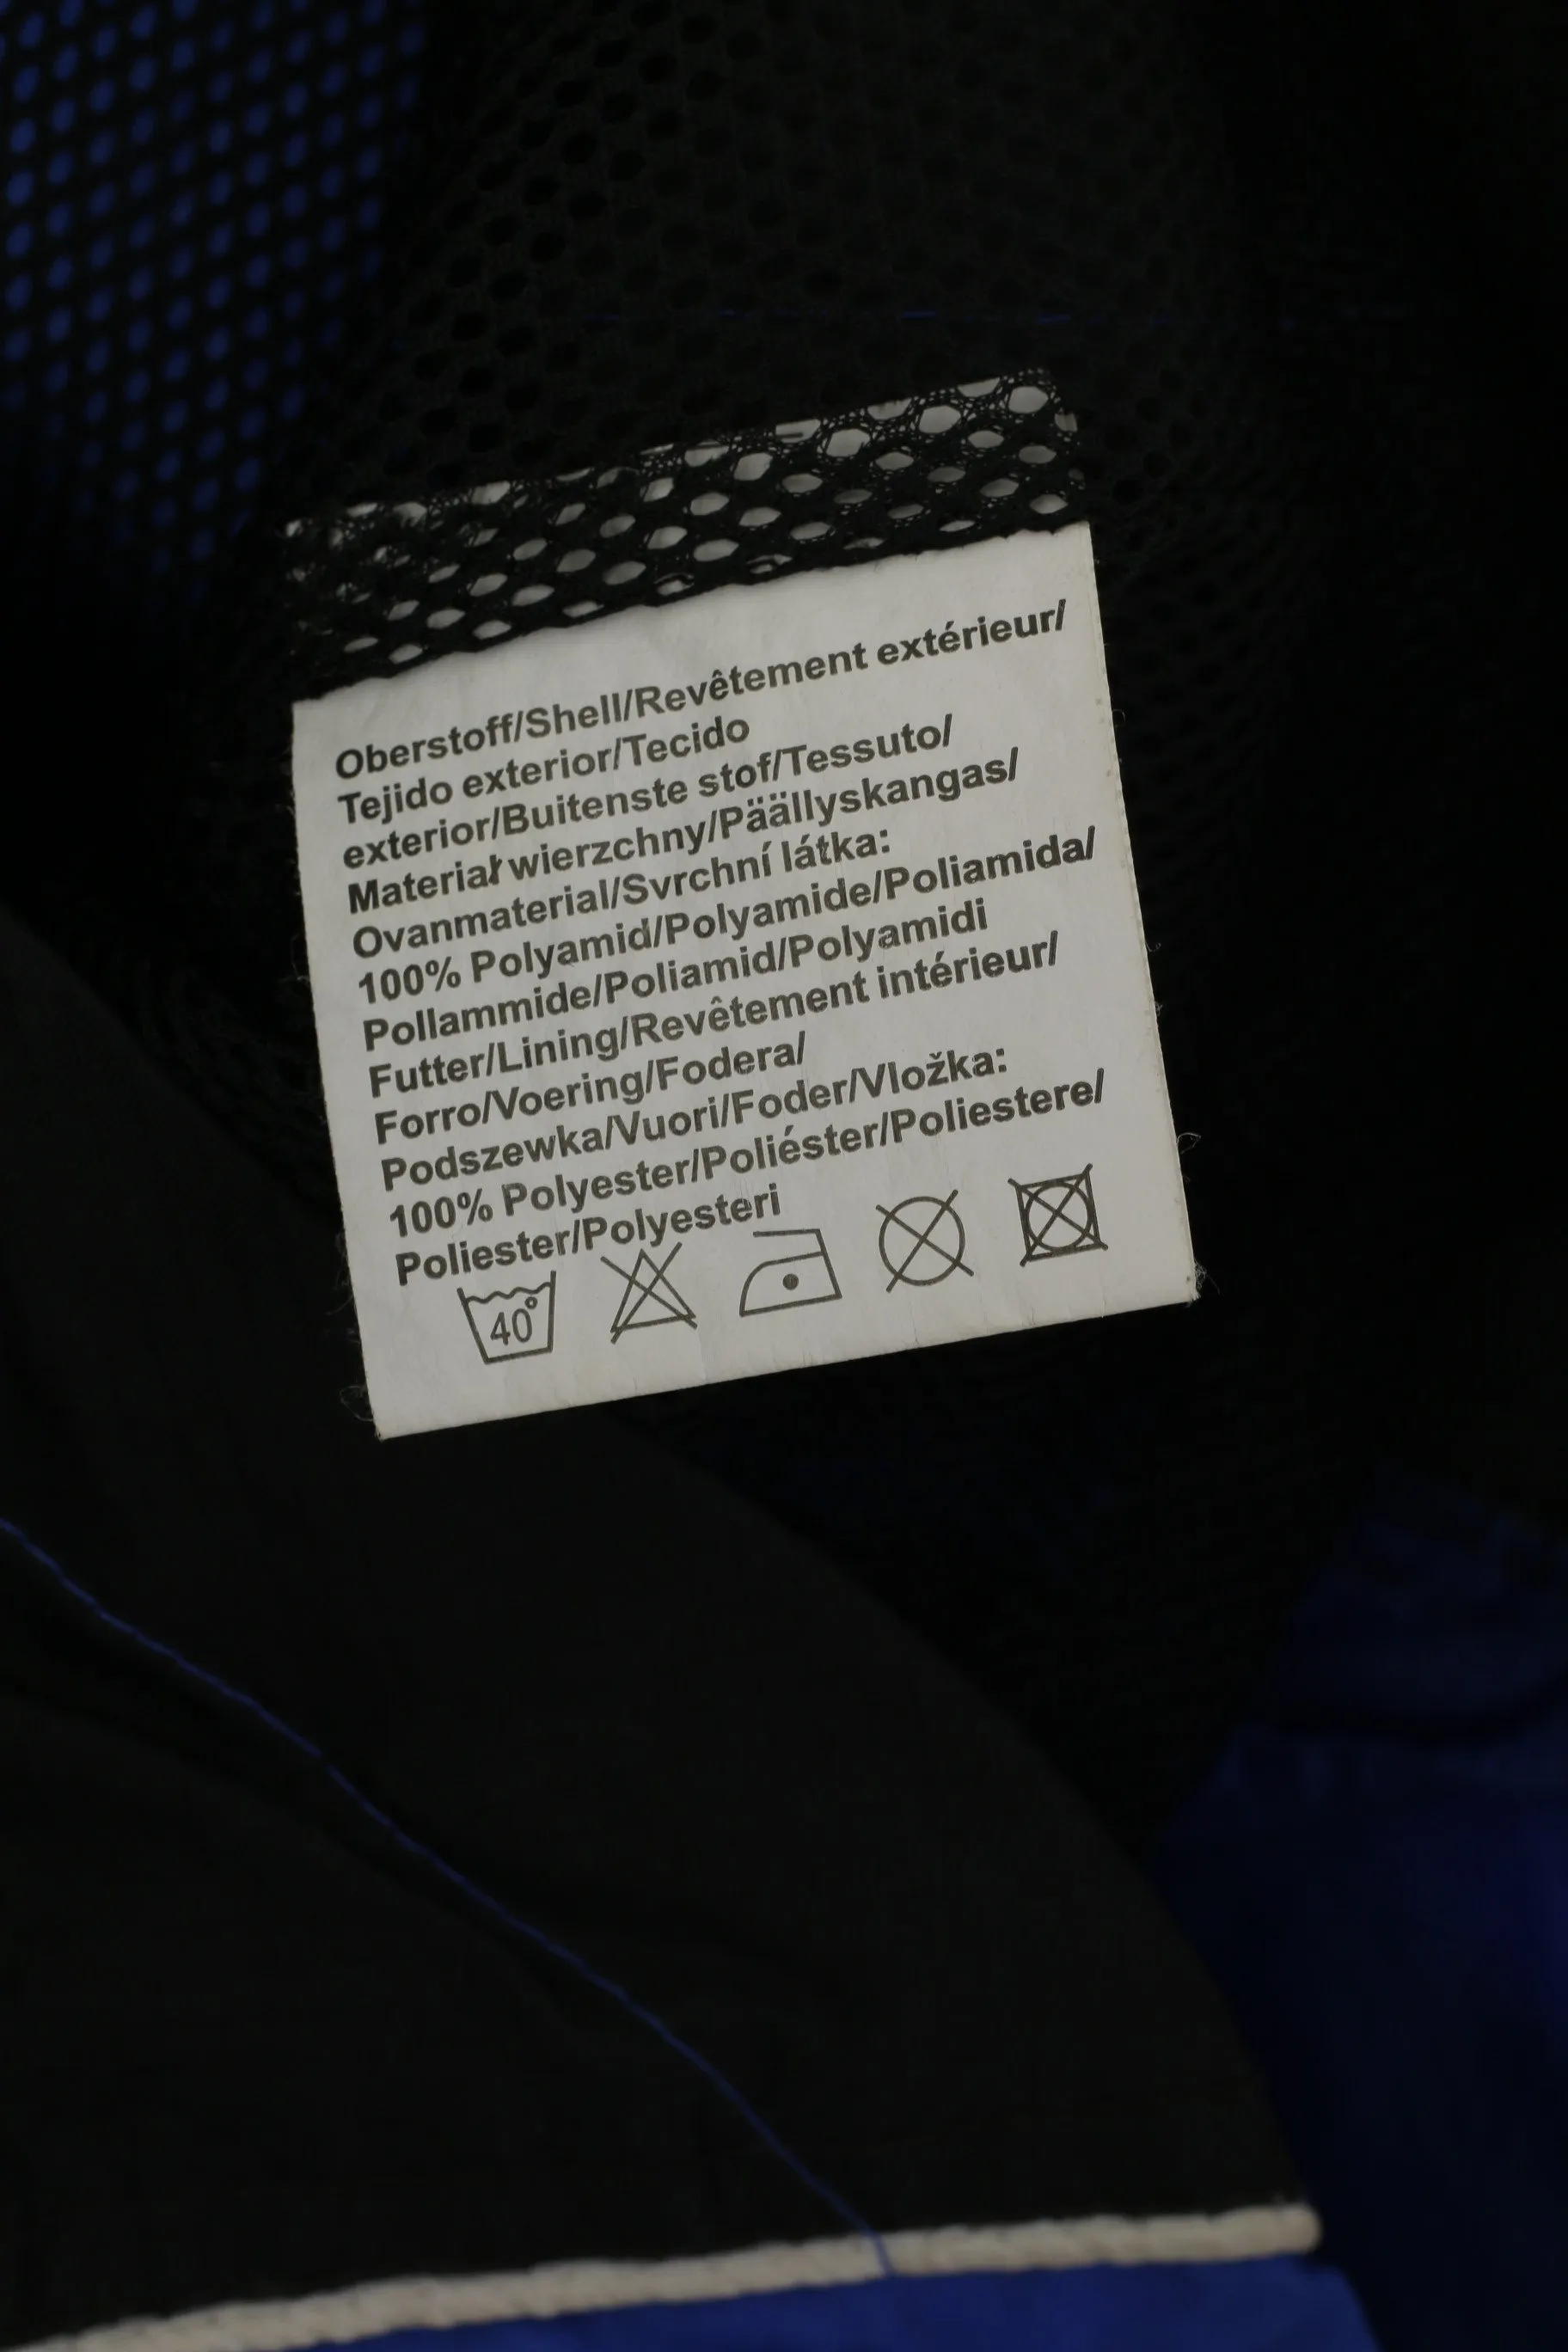 Oberstoff/Shell/Revêtement extérieur/
Tejido exterior/Tecido
exterior/Buitenste stof/Tessuto/
Materiał wierzchny/Päällyskangas/
Ovanmaterial/Svrchní látka:
100% Polyamid/Polyamide/Poliamida/
Pollammide/Poliamid/Polyamidi
Futter/Lining/Revêtement intérieur/
Forro/Voering/Fodera/
Podszewka/Vuori/Foder/Vložka:
100% Polyester/Poliéster/Poliestere/
Poliester/Polyesteri
40°